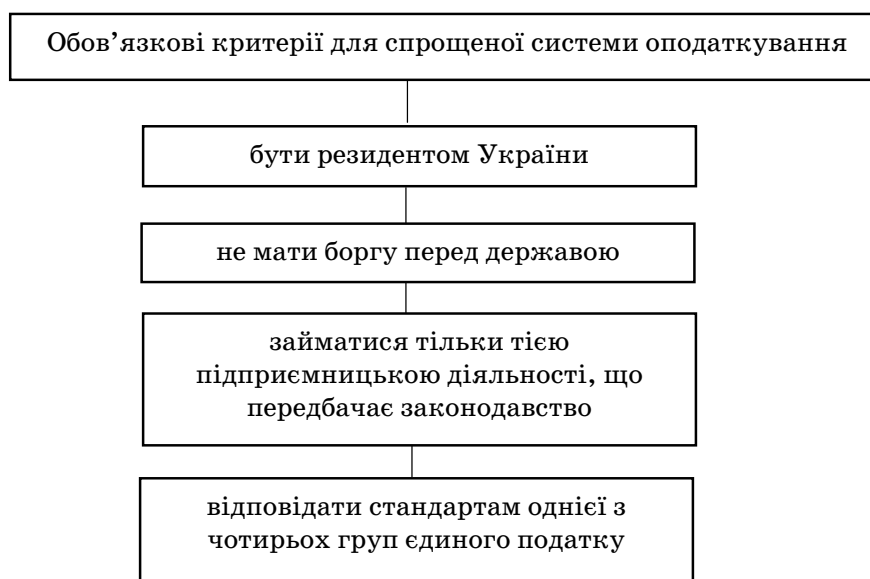 Обов’язкові критерії для спрощеної системи оподаткування
бути резидентом України
не мати боргу перед державою
займатися тільки тією
підприємницькою діяльності, що
передбачає законодавство
відповідати стандартам однієї з
чотирьох груп єдиного податку